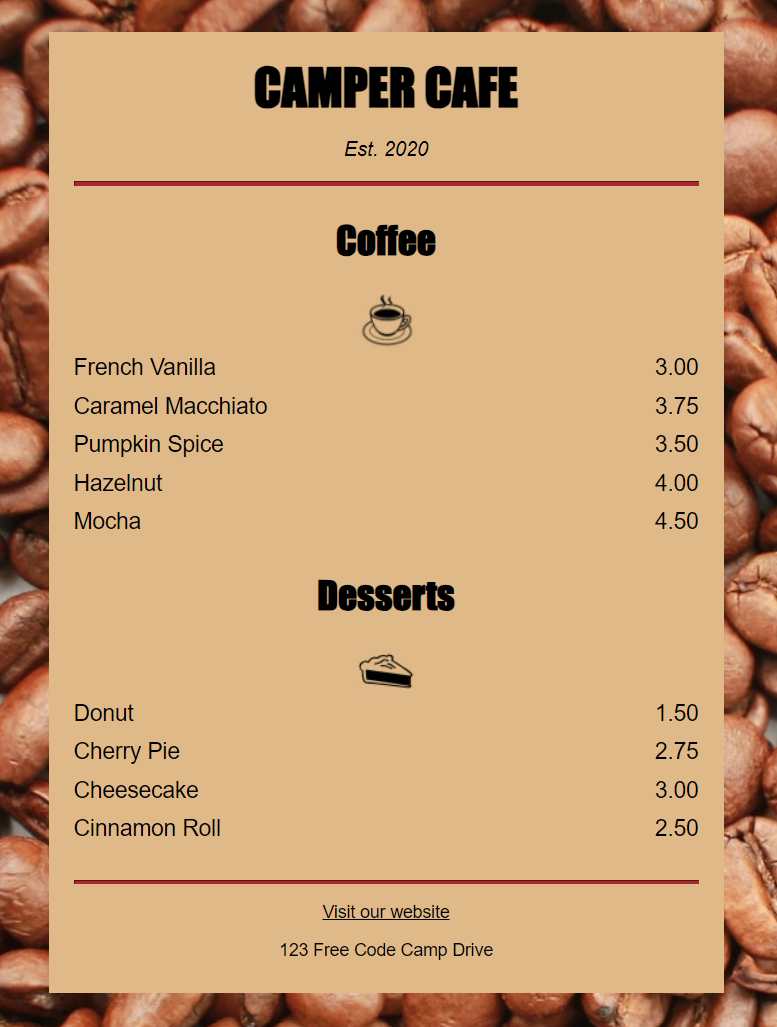 CAMPER CAFE
Est. 2020
Coffee
French Vanilla 3.00
Caramel Macchiato 3.75
Pumpkin Spice 3.50
Hazelnut 4.00
Mocha 4.50
Desserts
Donut 1.50
Cherry Pie 2.75
Cheesecake 3.00
Cinnamon Roll 2.50
Visit our website
123 Free Code Camp Drive